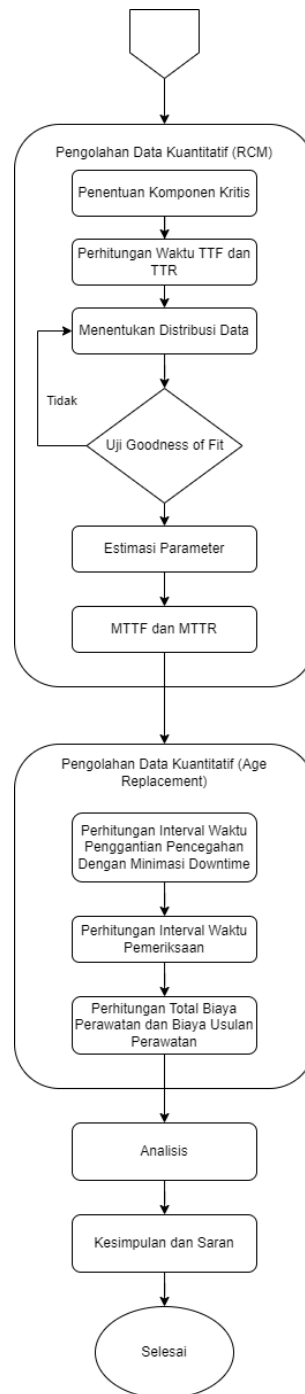 Pengolahan Data Kuantitatif (RCM)
Penentuan Komponen Kritis
Perhitungan Waktu TTF dan
TTR
Menentukan Distribusi Data
Tidak
Uji Goodness of Fit
Estimasi Parameter
MTTF dan MTTR
Pengolahan Data Kuantitatif (Age
Replacement)
Perhitungan Interval Waktu
Penggantian Pencegahan
Dengan Minimasi Downtime
Perhitungan Interval Waktu
Pemeriksaan
Perhitungan Total Biaya
Perawatan dan Biaya Usulan
Perawatan
Analisis
Kesimpulan dan Saran
Selesai